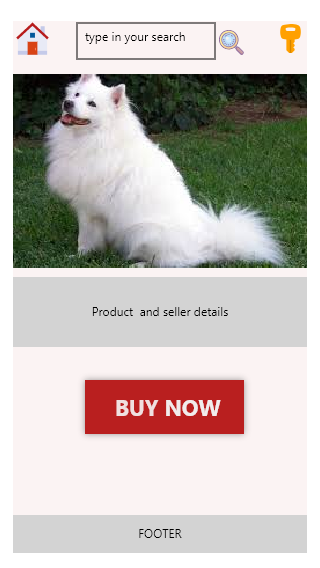 type in your search
Product  and seller details
BUY NOW
FOOTER